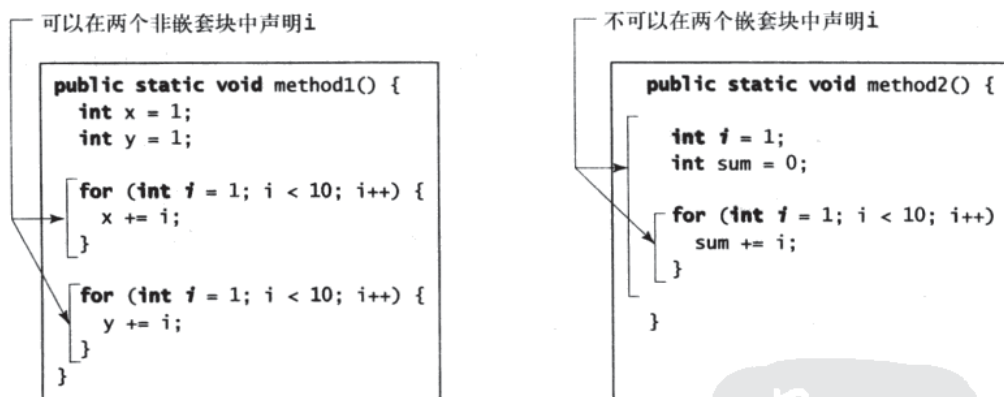 可以在两个非嵌套块中声明i
public static void method1() {
int x = 1;
int y = 1;
for (int i = 1; i < 10; i++) {
x += i;
}
for (int i = 1; i < 10; i++) {
y += i;
}
}
不可以在两个嵌套块中声明i
public static void method2() {
int i = 1;
int sum = 0;
for (int i = 1; i < 10; i++)
sum += i;
}
}